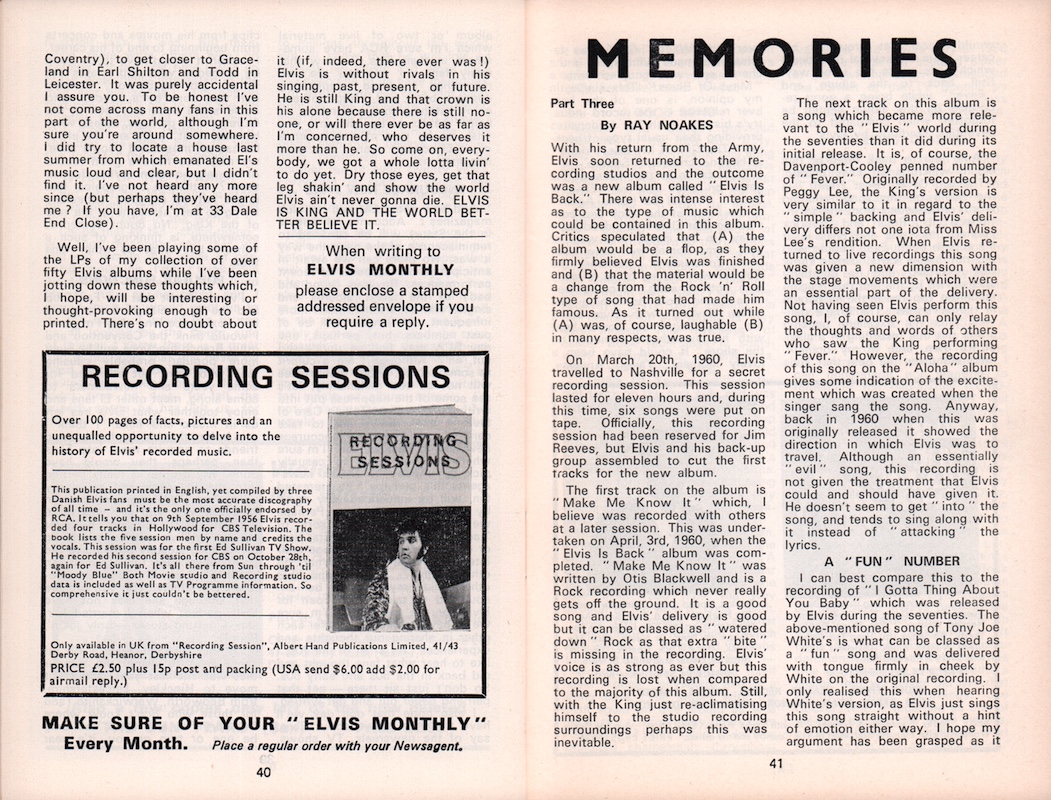 Coventry), to get closer to Grace-
land in Earl Shilton and Todd in
Leicester. It was purely accidental
I assure you. To be honest I've
not come across many fans in this
part of the world, although I'm
sure you're around somewhere.
I did try to locate a house last
summer from which emanated El's
music loud and clear, but I didn't
find it. I've not heard any more
since (but perhaps they've heard
me ? If you have, I'm at 33 Dale
End Close).
Well, I've been playing some of
the LPs of my collection of over
fifty Elvis albums while I've been
jotting down these thoughts which,
I hope, will be interesting or
thought-provoking enough to be
printed. There's no doubt about
it (if, indeed, there ever was!)
Elvis is without rivals in his
singing, past, present, or future.
He is still King and that crown is
his alone because there is still no-
one, or will there ever be as far as
I'm concerned, who deserves it
more than he. So come on, every-
body, we got a whole lotta livin'
to do yet. Dry those eyes, get that
leg shakin' and show the world
Elvis ain't never gonna die. ELVIS
IS KING AND THE WORLD BET-
TER BELIEVE IT.
When writing to
ELVIS MONTHLY
please enclose a stamped
addressed envelope if you
require a reply.
RECORDING SESSIONS
Over 100 pages of facts, pictures and an
unequalled opportunity to delve into the
history of Elvis' recorded music.
This publication printed in English, yet compiled by three
Danish Elvis fans must be the most accurate discography
of all time – and it's the only one officially endorsed by
RCA. It tells you that on 9th September 1956 Elvis recor-
ded four tracks in Hollywood for CBS Television. The
book lists the five session men by name and credits the
vocals. This session was for the first Ed Sullivan TV Show.
He recorded his second session for CBS on October 28th,
again for Ed Sullivan. It's all there from Sun through 'til
"Moody Blue" Both Movie studio and Recording studio
data is included as well as TV Programme information. So
comprehensive it just couldn't be bettered.
ELVIS
RECORDING
SESSIONS
Only available in UK from "Recording Session", Albert Hand Publications Limited, 41/43
Derby Road, Heanor, Derbyshire
PRICE £2.50 plus 15p post and packing (USA send $6.00 add $2.00 for
airmail reply.)
MAKE SURE OF YOUR "ELVIS MONTHLY"
Every Month. Place a regular order with your Newsagent.
40
MEMORIES
Part Three
By RAY NOAKES
With his return from the Army,
Elvis soon returned to the re-
cording studios and the outcome
was a new album called "Elvis Is
Back." There was intense interest
as to the type of music which
could be contained in this album.
Critics speculated that (A) the
album would be a flop, as they
firmly believed Elvis was finished
and (B) that the material would be
a change from the Rock 'n' Roll
type of song that had made him
famous. As it turned out while
(A) was, of course, laughable (B)
in many respects, was true.
On March 20th, 1960, Elvis
travelled to Nashville for a secret
recording session. This session
lasted for eleven hours and, during
this time, six songs were put on
tape. Officially, this recording
session had been reserved for Jim
Reeves, but Elvis and his back-up
group assembled to cut the first
tracks for the new album.
The first track on the album is
"Make Me Know It" which, I
believe was recorded with others
at a later session. This was under-
taken on April, 3rd, 1960, when the
"Elvis Is Back" album was com-
pleted. "Make Me Know It" was
written by Otis Blackwell and is a
Rock recording which never really
gets off the ground. It is a good
song and Elvis' delivery is good
but it can be classed as "watered
down" Rock as that extra "bite"
is missing in the recording. Elvis'
voice is as strong as ever but this
recording is lost when compared
to the majority of this album. Still,
with the King just re-aclimatising
himself to the studio recording
surroundings perhaps this was
inevitable.
The next track on this album is
a song which became more rele-
vant to the "Elvis" world during
the seventies than it did during its
initial release. It is, of course, the
Davenport-Cooley penned number
of "Fever." Originally recorded by
Peggy Lee, the King's version is
very similar to it in regard to the
"simple" backing and Elvis' deli-
very differs not one iota from Miss
Lee's rendition. When Elvis re-
turned to live recordings this song
was given a new dimension with
the stage movements which were
an essential part of the delivery.
Not having seen Elvis perform this
song, I, of course, can only relay
the thoughts and words of others
who saw the King performing
"Fever." However, the recording
of this song on the "Aloha" album
gives some indication of the excite-
ment which was created when the
singer sang the song. Anyway,
back in 1960 when this was
originally released it showed the
direction in which Elvis was to
travel. Although an essentially
"evil" song, this recording is
not given the treatment that Elvis
could and should have given it.
He doesn't seem to get "into" the
song, and tends to sing along with
it instead of "attacking" the
lyrics.
A "FUN" NUMBER
I can best compare this to the
recording of "I Gotta Thing About
You Baby" which was released
by Elvis during the seventies. The
above-mentioned song of Tony Joe
White's is what can be classed as
a "fun" song and was delivered
with tongue firmly in cheek by
White on the original recording. I
only realised this when hearing
White's version, as Elvis just sings
this song straight without a hint
of emotion either way. I hope my
argument has been grasped as it
41